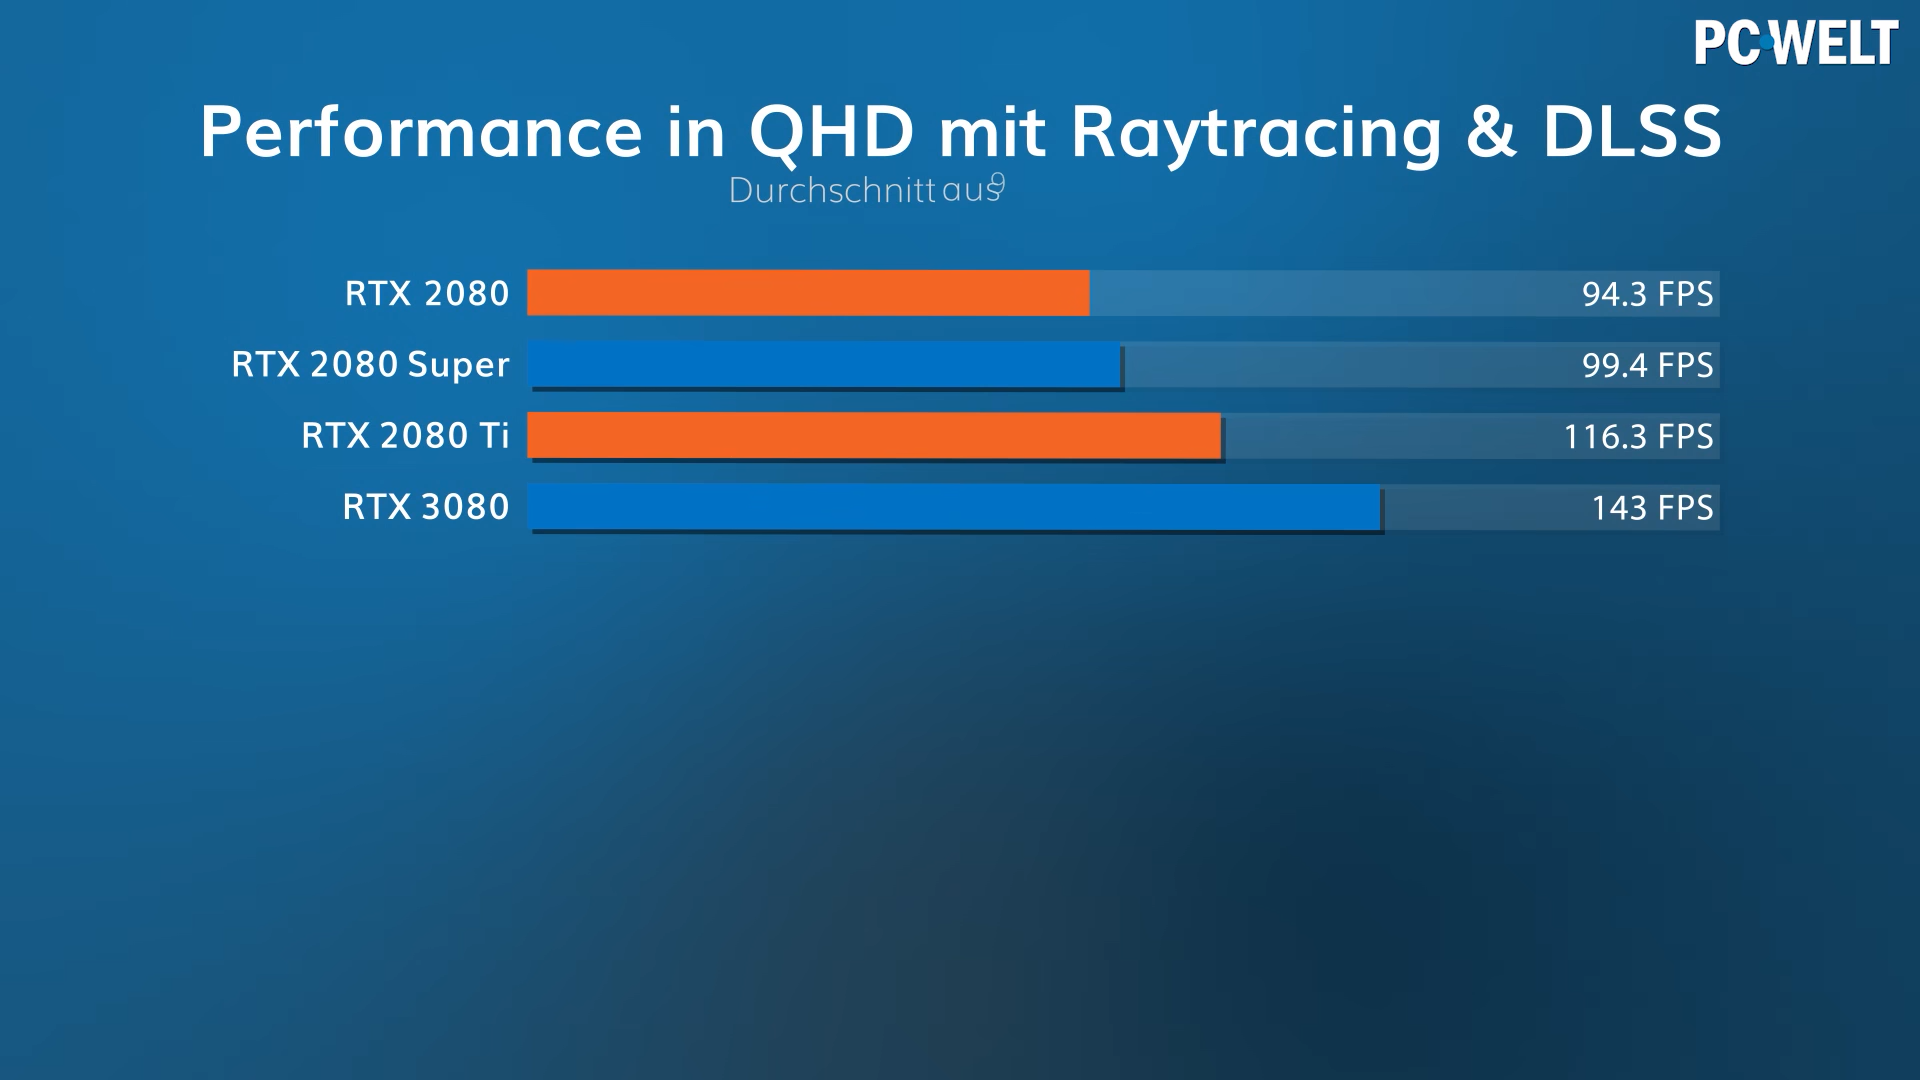 PC WELT
Performance in QHD mit Raytracing & DLSS
Durchschnitt aus 9
RTX 2080 94.3 FPS
RTX 2080 Super 99.4 FPS
RTX 2080 Ti 116.3 FPS
RTX 3080 143 FPS